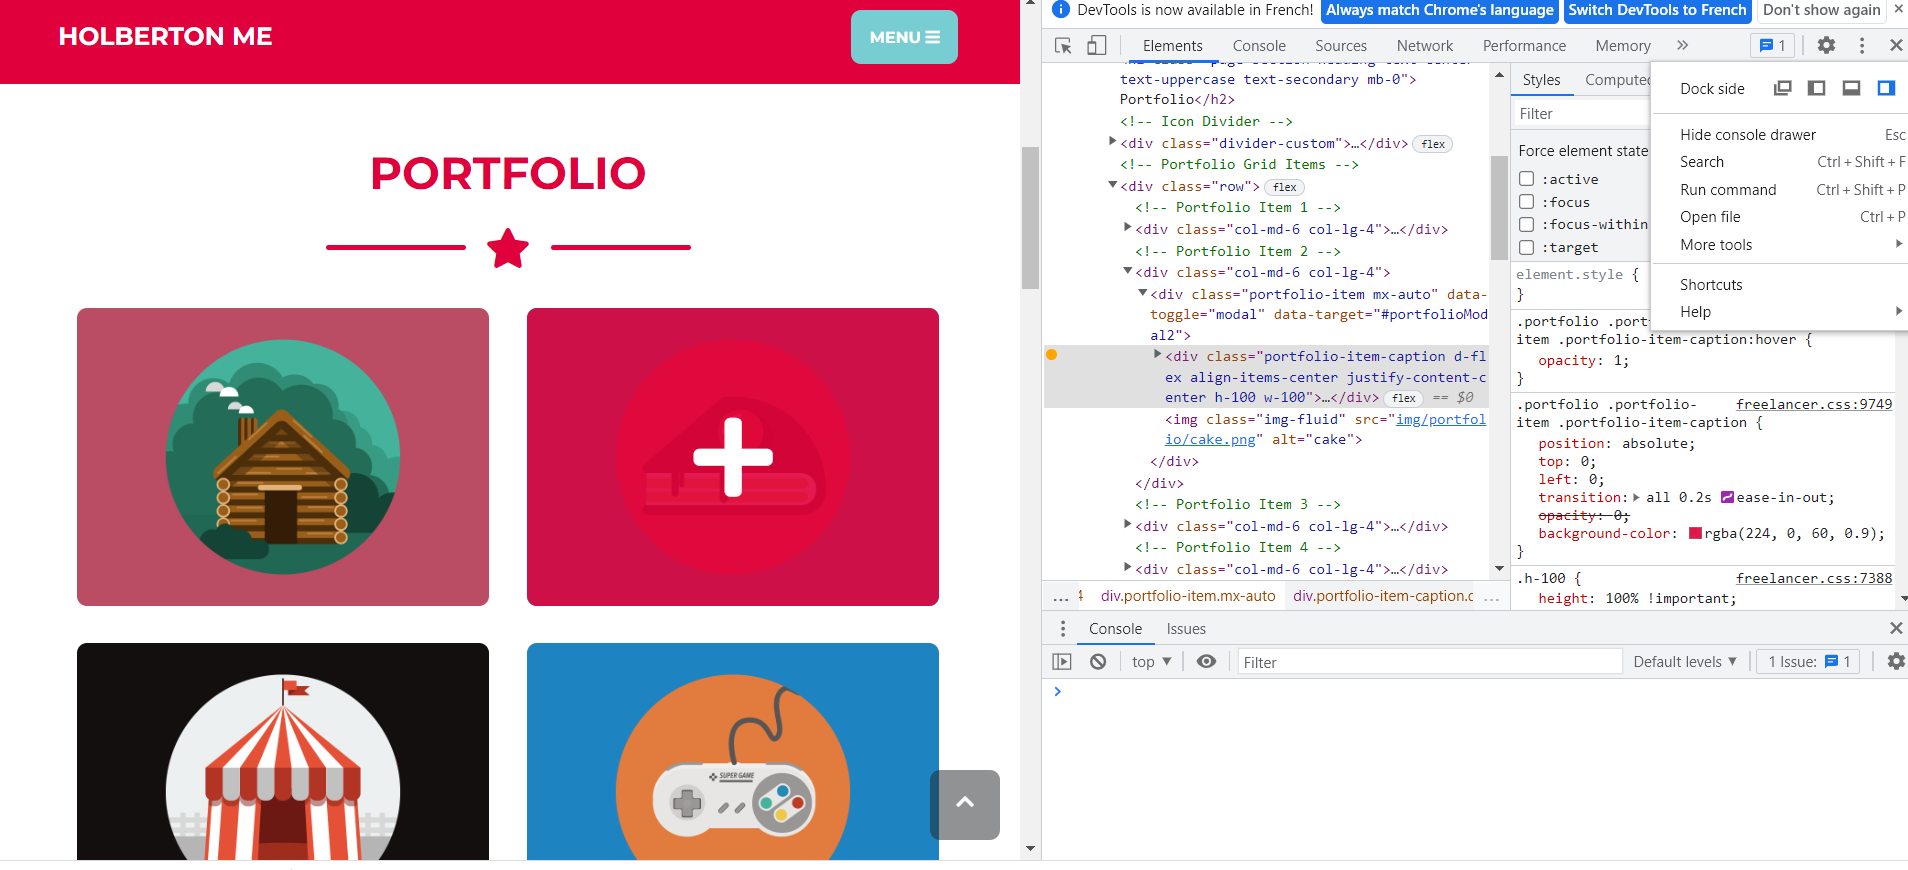 HOLBERTON ME
MENU
PORTFOLIO
SUPER GAME
DevTools is now available in French!
Always match Chrome's language
Switch DevTools to French
Don't show again
Elements
Console
Sources
Network
Performance
Memory
1
text-uppercase text-secondary mb-0">
Portfolio</h2>
<!-- Icon Divider -->
<div class="divider-custom">…</div> flex
<!-- Portfolio Grid Items -->
<div class="row"> flex
<!-- Portfolio Item 1 -->
<div class="col-md-6 col-lg-4">…</div>
<!-- Portfolio Item 2 -->
<div class="col-md-6 col-lg-4">
<div class="portfolio-item mx-auto" data-
toggle="modal" data-target="#portfolioMod
al2">
<div class="portfolio-item-caption d-fl
ex align-items-center justify-content-c
enter h-100 w-100">…</div> flex == $0
<img class="img-fluid" src="img/portfol
io/cake.png" alt="cake">
</div>
</div>
<!-- Portfolio Item 3 -->
<div class="col-md-6 col-lg-4">…</div>
<!-- Portfolio Item 4 -->
<div class="col-md-6 col-lg-4">…</div>
... 4 div.portfolio-item.mx-auto div.portfolio-item-caption.d ...
Styles
Computed
Filter
Force element state
:active
:focus
:focus-within
:target
element.style {
}
.portfolio .port
item .portfolio-item-caption:hover {
opacity: 1;
}
.portfolio .portfolio- freelancer.css:9749
item .portfolio-item-caption {
position: absolute;
top: 0;
left: 0;
transition: all 0.2s ease-in-out;
opacity: 0;
background-color: rgba(224, 0, 60, 0.9);
}
.h-100 { freelancer.css:7388
height: 100% !important;
Dock side
Hide console drawer Esc
Search Ctrl + Shift + F
Run command Ctrl + Shift + P
Open file Ctrl + P
More tools
Shortcuts
Help
Console
Issues
top
Filter
Default levels
1 Issue: 1